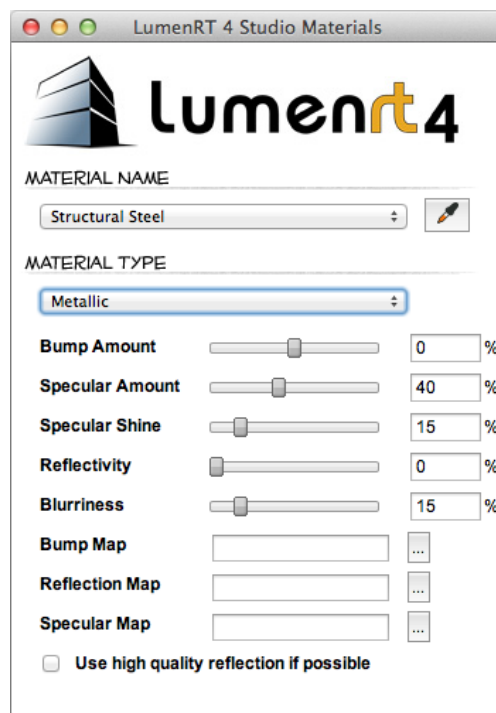 LumenRT 4 Studio Materials
Lumenrt4
MATERIAL NAME
Structural Steel
MATERIAL TYPE
Metallic
Bump Amount 0 %
Specular Amount 40 %
Specular Shine 15 %
Reflectivity 0 %
Blurriness 15 %
Bump Map ...
Reflection Map ...
Specular Map ...
Use high quality reflection if possible